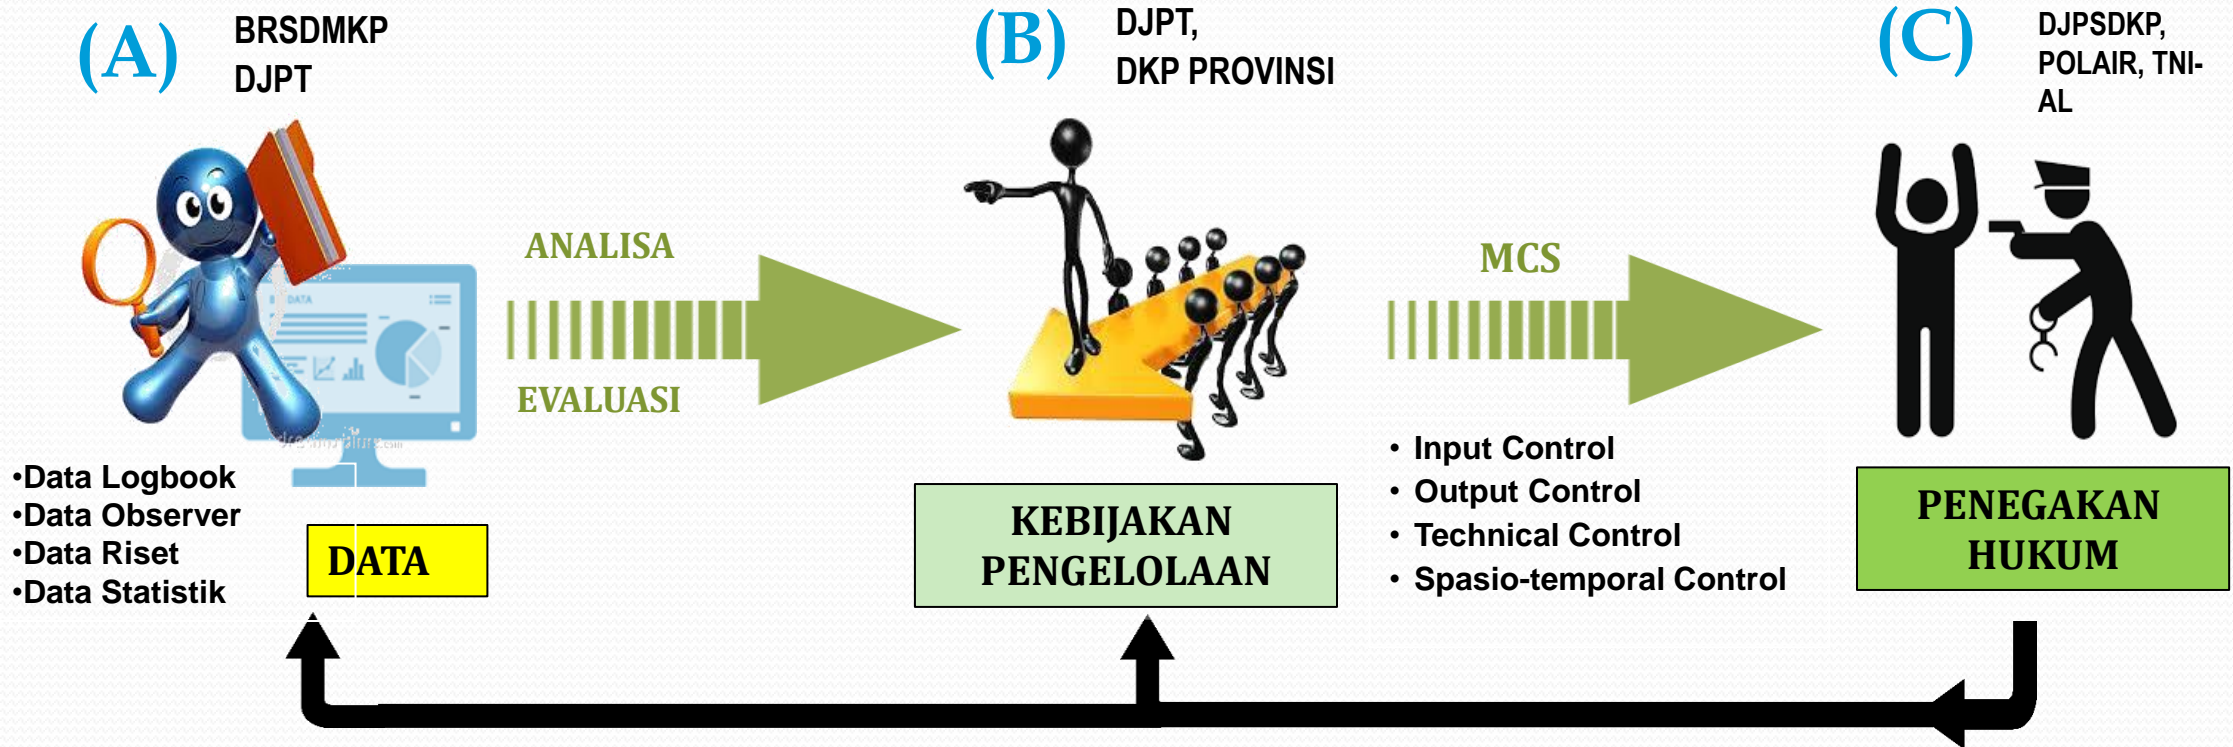 (A)
BRSDMKP
DJPT
ANALISA
EVALUASI
•Data Logbook
•Data Observer
•Data Riset
•Data Statistik
DATA
(B)
DJPT,
DKP PROVINSI
KEBIJAKAN
PENGELOLAAN
MCS
• Input Control
• Output Control
• Technical Control
• Spasio-temporal Control
(C)
DJPSDKP,
POLAIR, TNI-
AL
PENEGAKAN
HUKUM